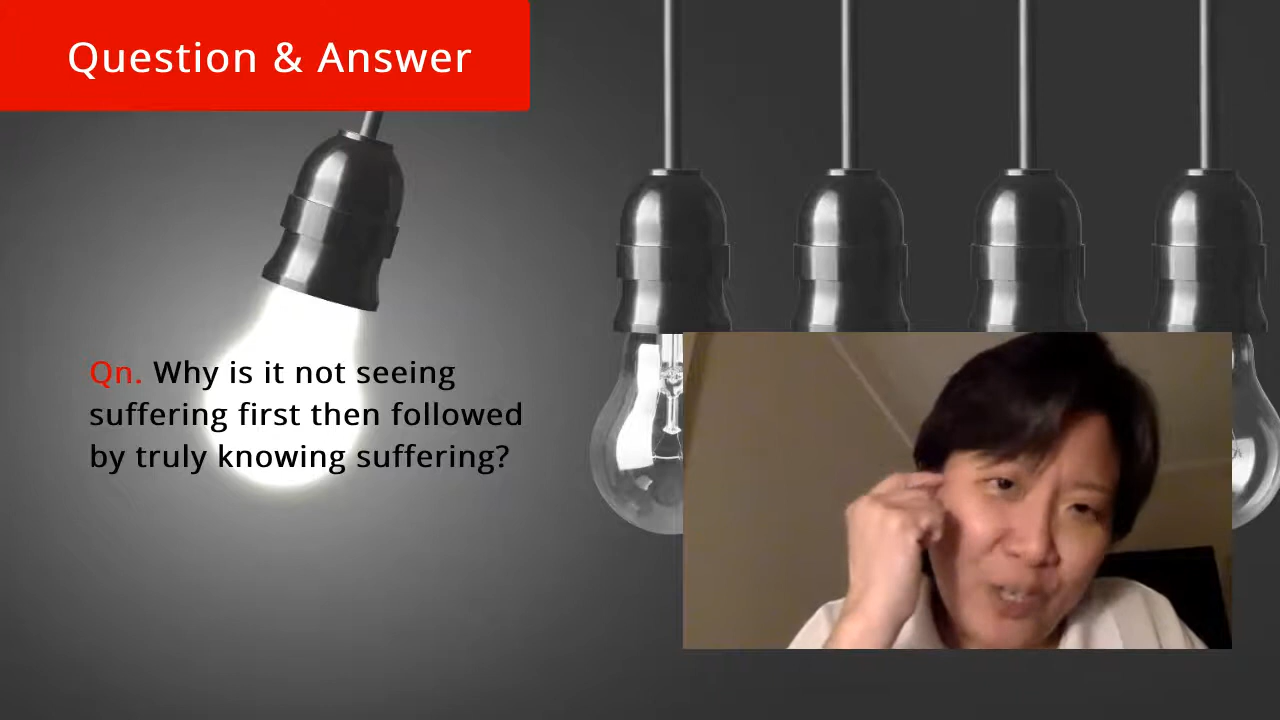 Question & Answer
Qn. Why is it not seeing
suffering first then followed
by truly knowing suffering?